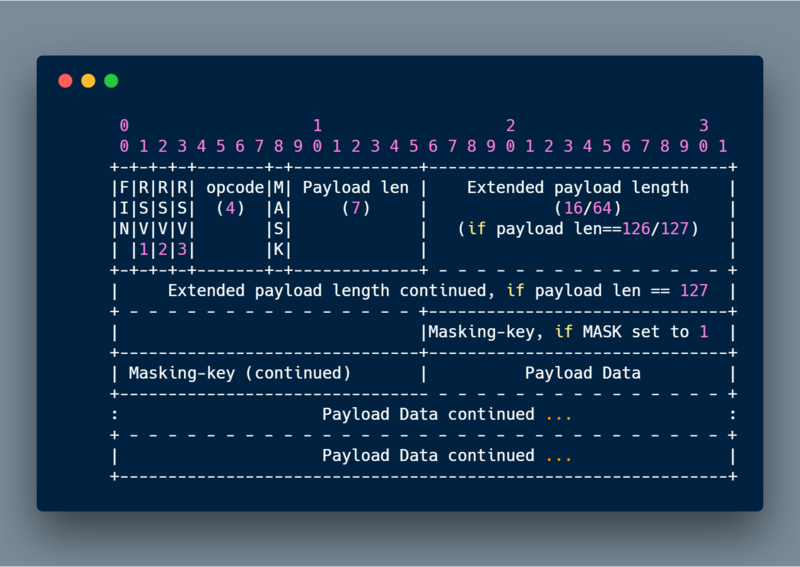 0                   1                   2                   3
 0 1 2 3 4 5 6 7 8 9 0 1 2 3 4 5 6 7 8 9 0 1 2 3 4 5 6 7 8 9 0 1
+-+-+-+-+-------+-+-------------+-------------------------------+
|F|R|R|R| opcode|M| Payload len |    Extended payload length    |
|I|S|S|S|  (4)  |A|     (7)     |             (16/64)           |
|N|V|V|V|       |S|             |   (if payload len==126/127)   |
| |1|2|3|       |K|             |                               |
+-+-+-+-+-------+-+-------------+ - - - - - - - - - - - - - - - +
|     Extended payload length continued, if payload len == 127  |
+ - - - - - - - - - - - - - - - +-------------------------------+
|                               |Masking-key, if MASK set to 1  |
+-------------------------------+-------------------------------+
| Masking-key (continued)       |          Payload Data         |
+-------------------------------- - - - - - - - - - - - - - - - +
:                     Payload Data continued ...                :
+ - - - - - - - - - - - - - - - - - - - - - - - - - - - - - - - +
|                     Payload Data continued ...                |
+---------------------------------------------------------------+